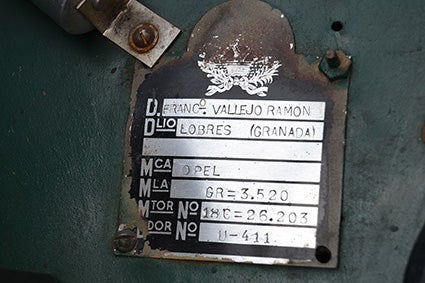 D. FRANCº. VALLEJO RAMON
DLIO LOBRES (GRANADA)
MCA OPEL
MLA GR=3.520
MTOR Nº 18C=26.203
DOR Nº U-411